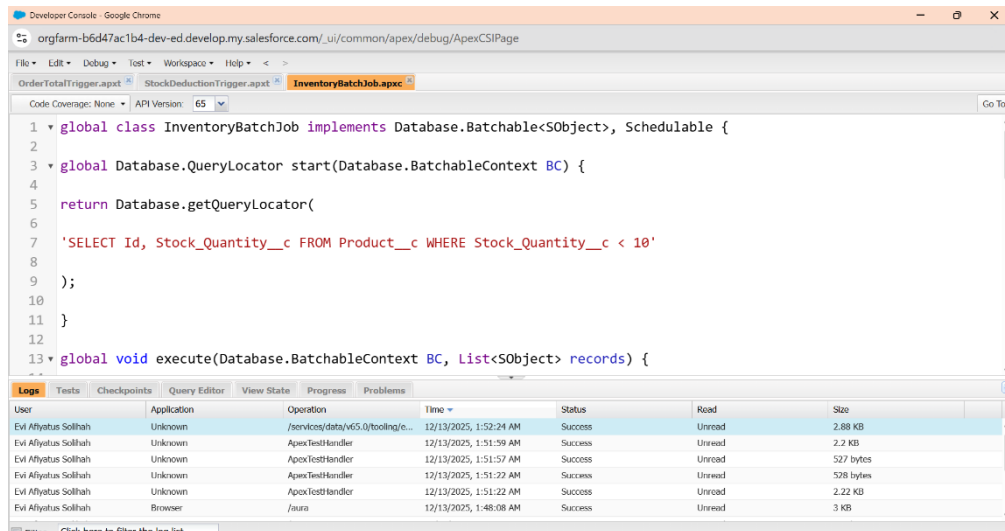 Developer Console - Google Chrome
orgfarm-b6d47ac1b4-dev-ed.develop.my.salesforce.com/_ui/common/apex/debug/ApexCSIPage
File Edit Debug Test Workspace Help < >
OrderTotalTrigger.apxt StockDeductionTrigger.apxt InventoryBatchJob.apxc
Code Coverage: None API Version: 65 Go To
1 global class InventoryBatchJob implements Database.Batchable<SObject>, Schedulable {
2
3 global Database.QueryLocator start(Database.BatchableContext BC) {
4
5 return Database.getQueryLocator(
6
7 'SELECT Id, Stock_Quantity__c FROM Product__c WHERE Stock_Quantity__c < 10'
8
9 );
10
11 }
12
13 global void execute(Database.BatchableContext BC, List<SObject> records) {
Logs Tests Checkpoints Query Editor View State Progress Problems
User Application Operation Time Status Read Size
Evi Afiyatus Solihah Unknown /services/data/v65.0/tooling/e... 12/13/2025, 1:52:24 AM Success Unread 2.88 KB
Evi Afiyatus Solihah Unknown ApexTestHandler 12/13/2025, 1:51:59 AM Success Unread 2.2 KB
Evi Afiyatus Solihah Unknown ApexTestHandler 12/13/2025, 1:51:57 AM Success Unread 527 bytes
Evi Afiyatus Solihah Unknown ApexTestHandler 12/13/2025, 1:51:22 AM Success Unread 528 bytes
Evi Afiyatus Solihah Unknown ApexTestHandler 12/13/2025, 1:51:22 AM Success Unread 2.22 KB
Evi Afiyatus Solihah Browser /aura 12/13/2025, 1:48:08 AM Success Unread 3 KB
Click here to filter the log list